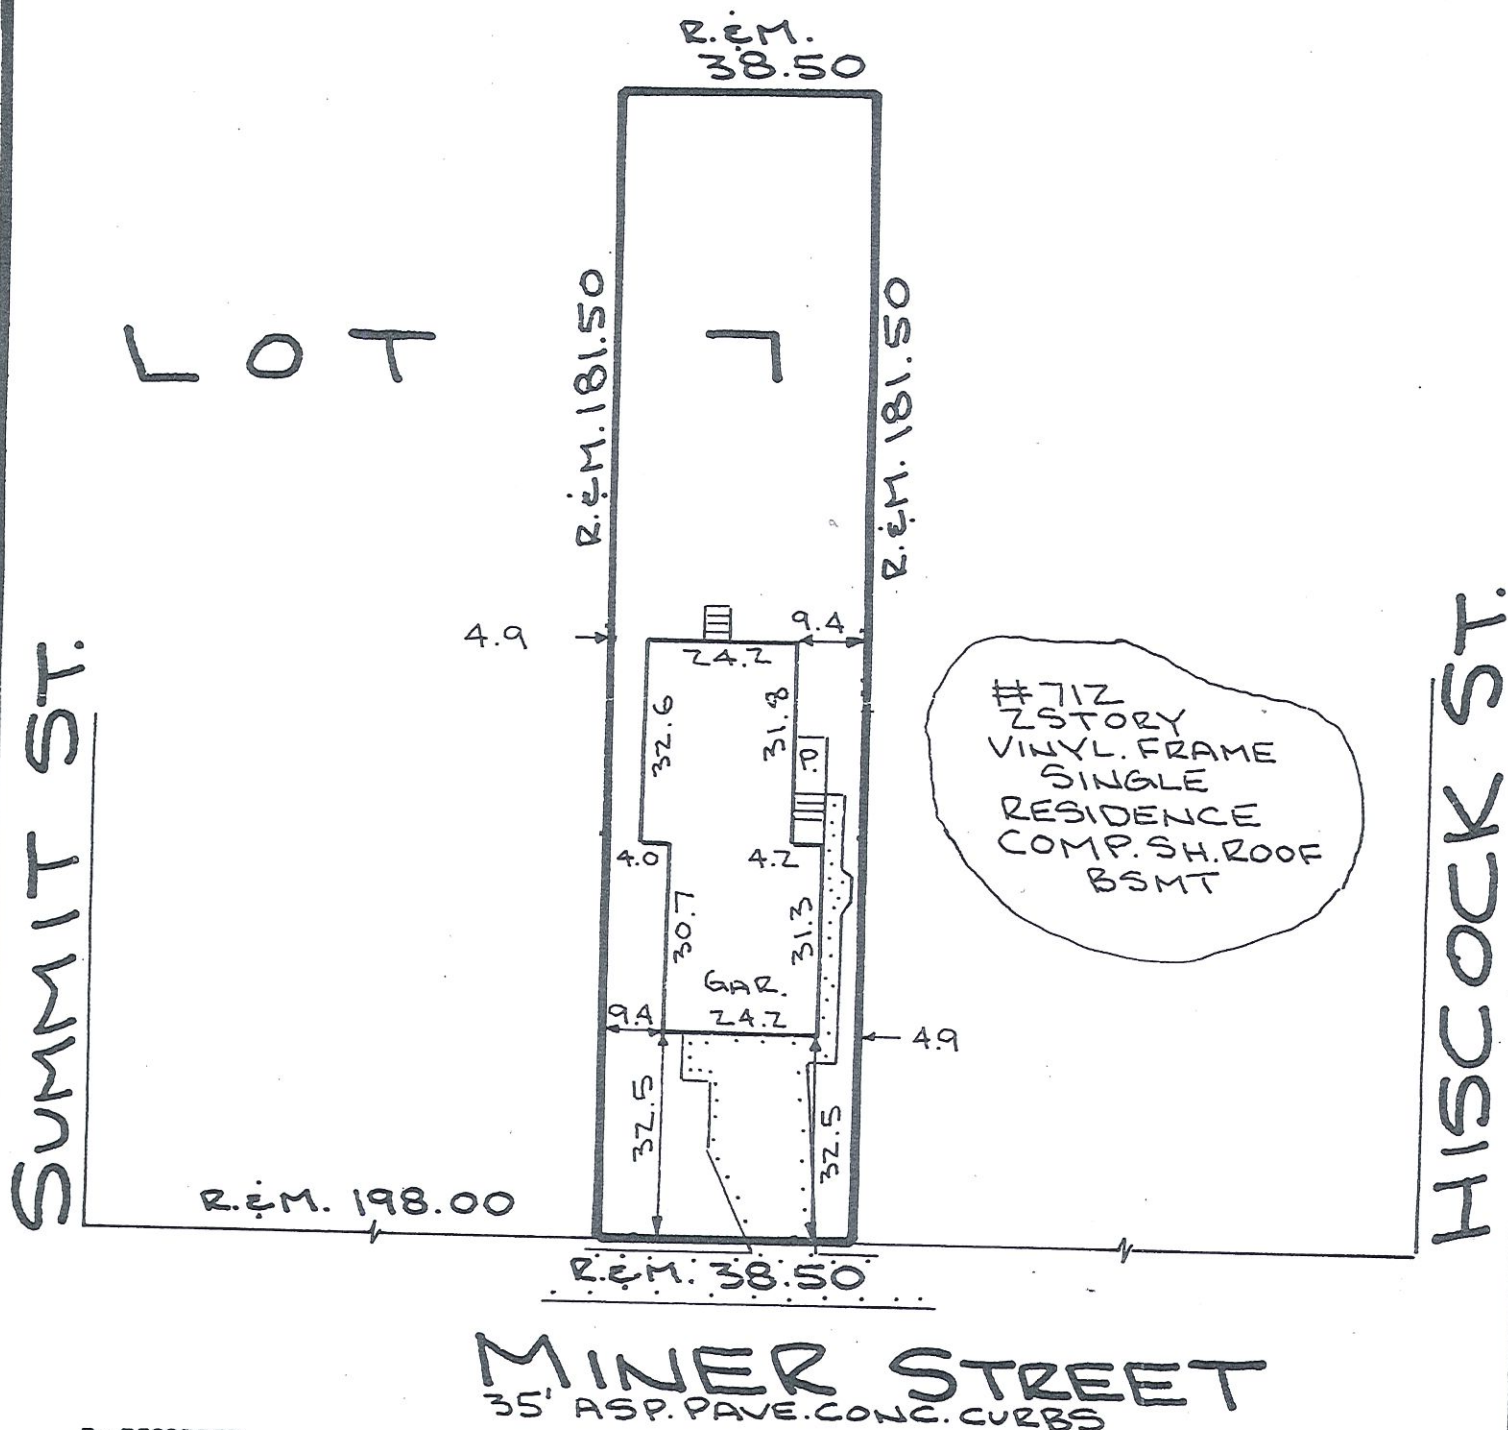 R.&M.
38.50
R.&M. 181.50
R.&M. 181.50
LOT 7
4.9
9.4
24.2
32.6
31.8
P.
4.0
4.2
30.7
31.3
GAR.
24.2
9.4
4.9
32.5
32.5
#712
2 STORY
VINYL. FRAME
SINGLE
RESIDENCE
COMP. SH. ROOF
BSMT
SUMMIT ST.
HISCOCK ST.
R.&M. 198.00
R.&M. 38.50
MINER STREET
35' ASP. PAVE. CONC. CURBS